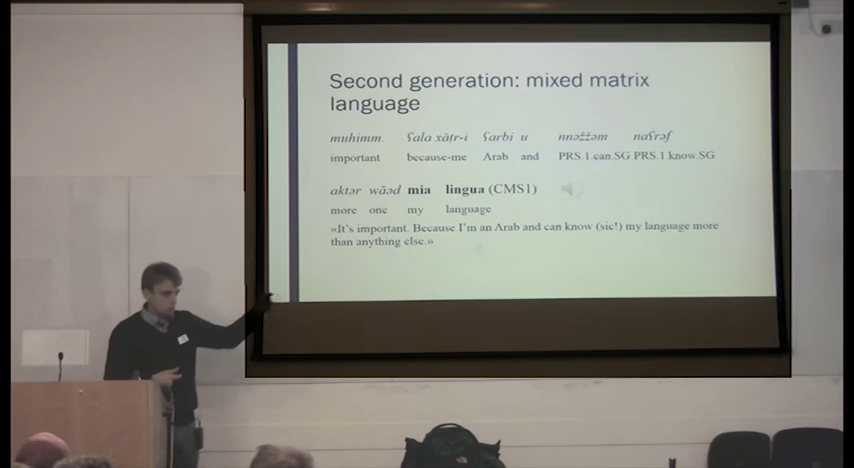 Second generation: mixed matrix
language
muhimm. ʕala xāṭr-i ʕarbi u nnəžžəm naʕrəf
important because-me Arab and PRS.1.can.SG PRS.1.know.SG
aktər wāəd mia lingua (CMS1)
more one my language
«It's important. Because I'm an Arab and can know (sic!) my language more
than anything else.»